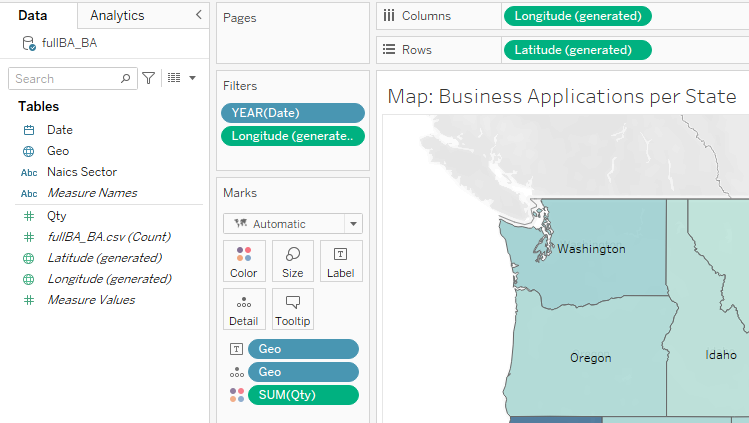 Data
Analytics
fullBA_BA
Search
Tables
Date
Geo
Abc Naics Sector
Abc Measure Names
Qty
fullBA_BA.csv (Count)
Latitude (generated)
Longitude (generated)
Measure Values
Pages
Filters
YEAR(Date)
Longitude (generate..
Marks
Automatic
Color
Size
T
Label
Detail
Tooltip
T Geo
Geo
SUM(Qty)
Columns
Longitude (generated)
Rows
Latitude (generated)
Map: Business Applications per State
Washington
Oregon
Idaho